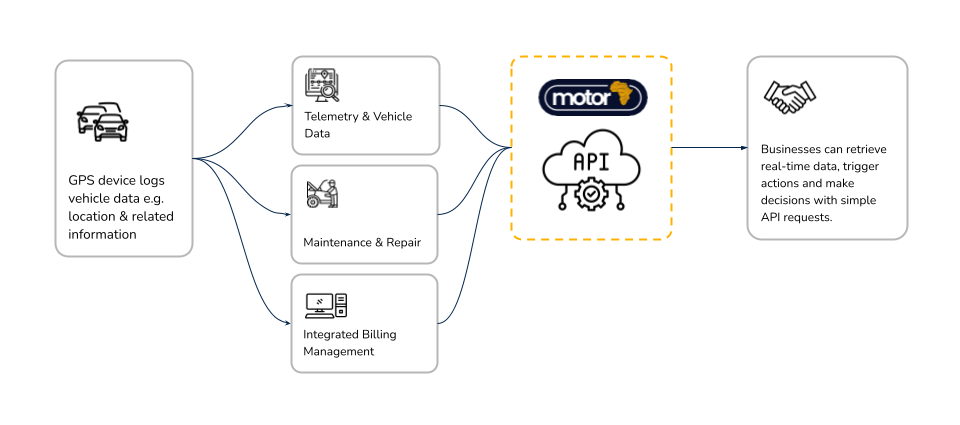 GPS device logs
vehicle data e.g.
location & related
information
Telemetry & Vehicle
Data
Maintenance & Repair
Integrated Billing
Management
motor
API
Businesses can retrieve
real-time data, trigger
actions and make
decisions with simple
API requests.